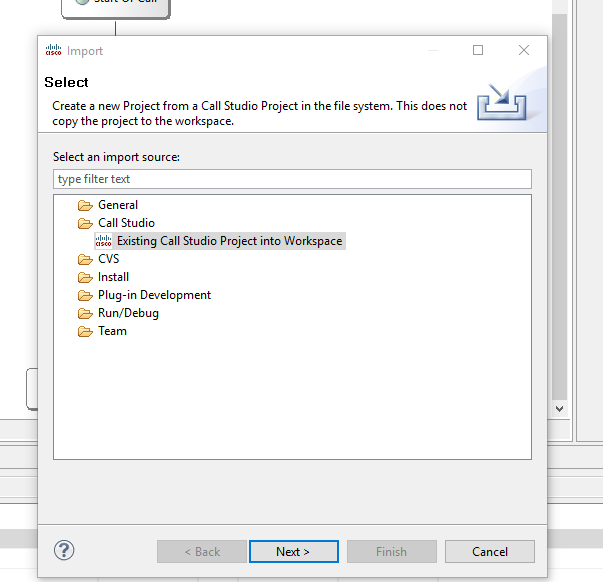 Start Of Call
CISCO Import
Select
Create a new Project from a Call Studio Project in the file system. This does not
copy the project to the workspace.
Select an import source:
type filter text
General
Call Studio
CISCO Existing Call Studio Project into Workspace
CVS
Install
Plug-in Development
Run/Debug
Team
?
< Back
Next >
Finish
Cancel